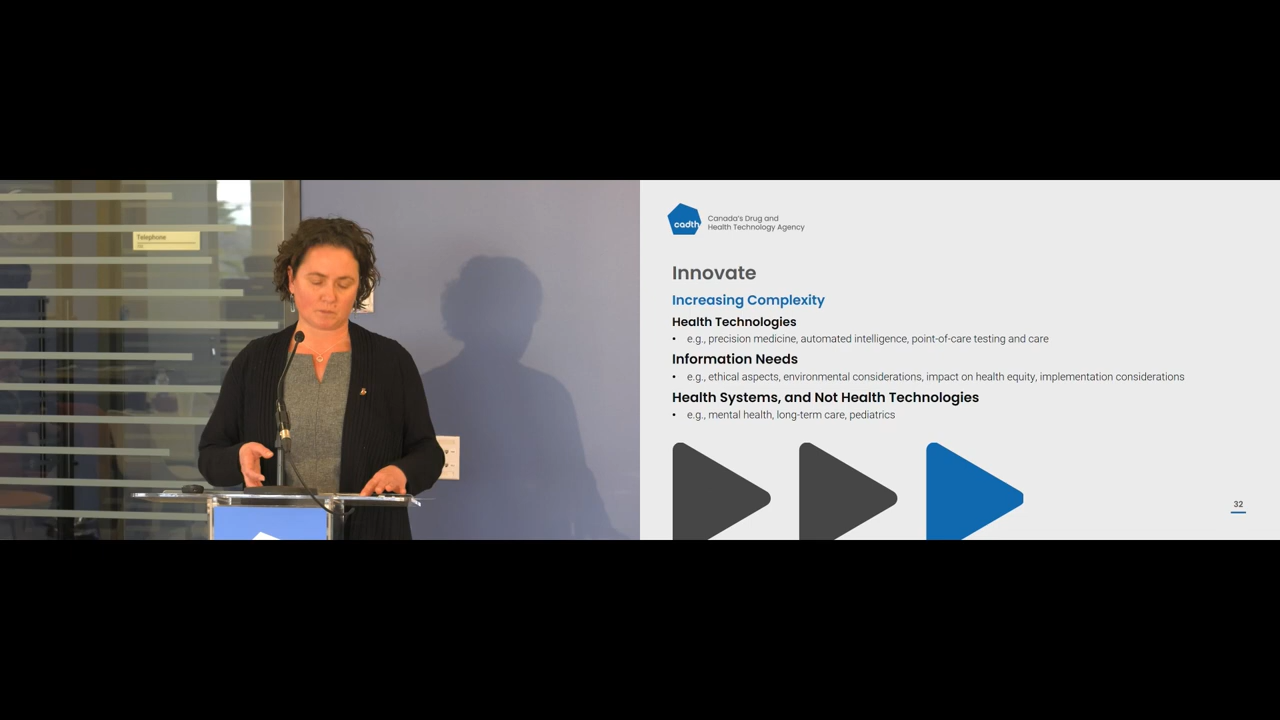 Telephone
cadth
Canada's Drug and
Health Technology Agency
Innovate
Increasing Complexity
Health Technologies
• e.g., precision medicine, automated intelligence, point-of-care testing and care
Information Needs
• e.g., ethical aspects, environmental considerations, impact on health equity, implementation considerations
Health Systems, and Not Health Technologies
• e.g., mental health, long-term care, pediatrics
32